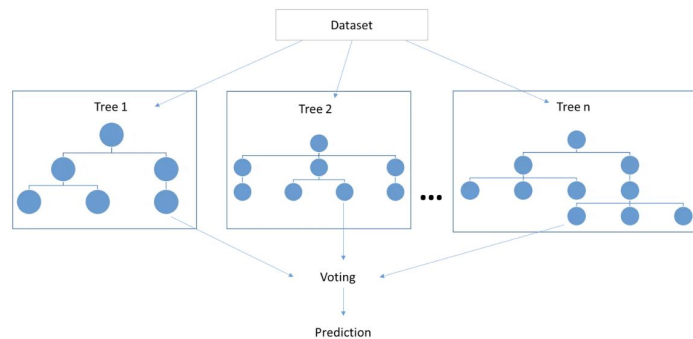 Dataset
Tree 1
Tree 2
Tree n
...
Voting
Prediction